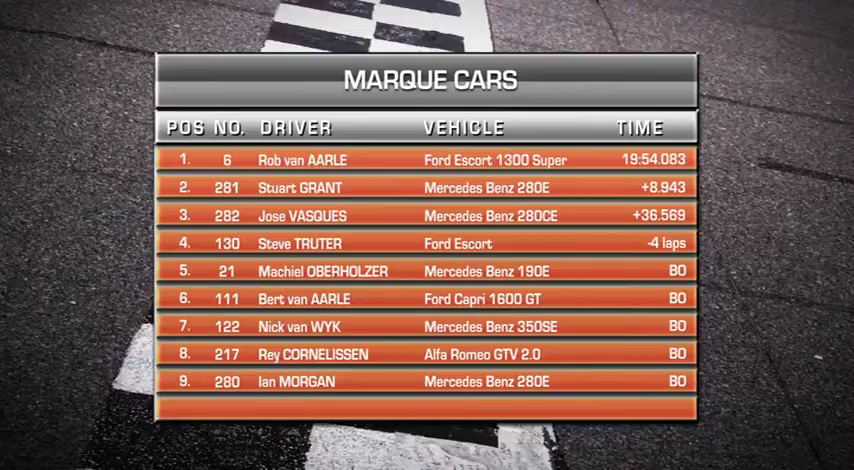 MARQUE CARS
POS NO. DRIVER VEHICLE TIME
1. 6 Rob van AARLE Ford Escort 1300 Super 19:54.083
2. 281 Stuart GRANT Mercedes Benz 280E +8.943
3. 282 Jose VASQUES Mercedes Benz 280CE +36.569
4. 130 Steve TRUTER Ford Escort -4 laps
5. 21 Machiel OBERHOLZER Mercedes Benz 190E BO
6. 111 Bert van AARLE Ford Capri 1600 GT BO
7. 122 Nick van WYK Mercedes Benz 350SE BO
8. 217 Rey CORNELISSEN Alfa Romeo GTV 2.0 BO
9. 280 Ian MORGAN Mercedes Benz 280E BO